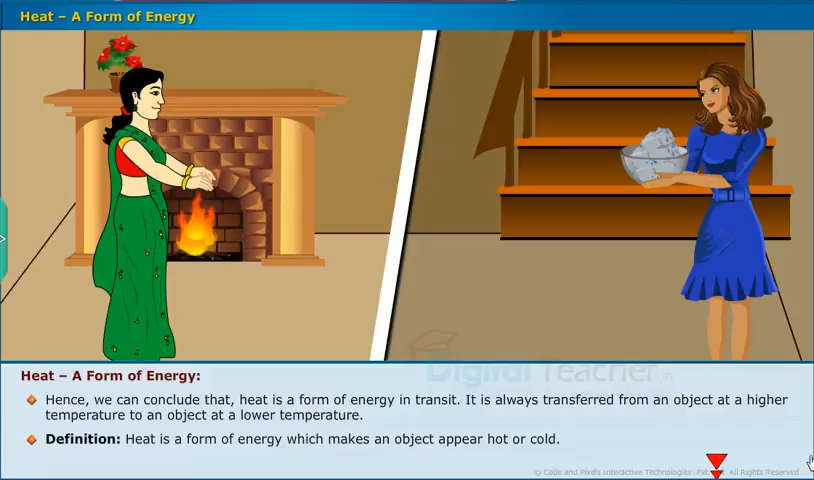 Heat – A Form of Energy
Heat – A Form of Energy:
Hence, we can conclude that, heat is a form of energy in transit. It is always transferred from an object at a higher
temperature to an object at a lower temperature.
Definition: Heat is a form of energy which makes an object appear hot or cold.
Digital Teacher.in
© Code and Pixels Interactive Technologies Pvt. All Rights Reserved.